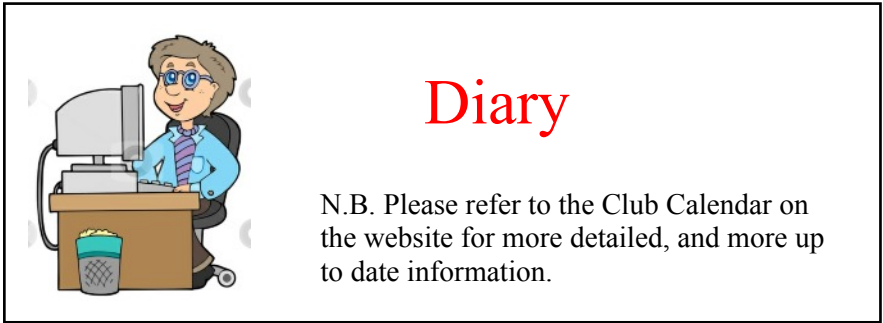 Diary
N.B. Please refer to the Club Calendar on
the website for more detailed, and more up
to date information.